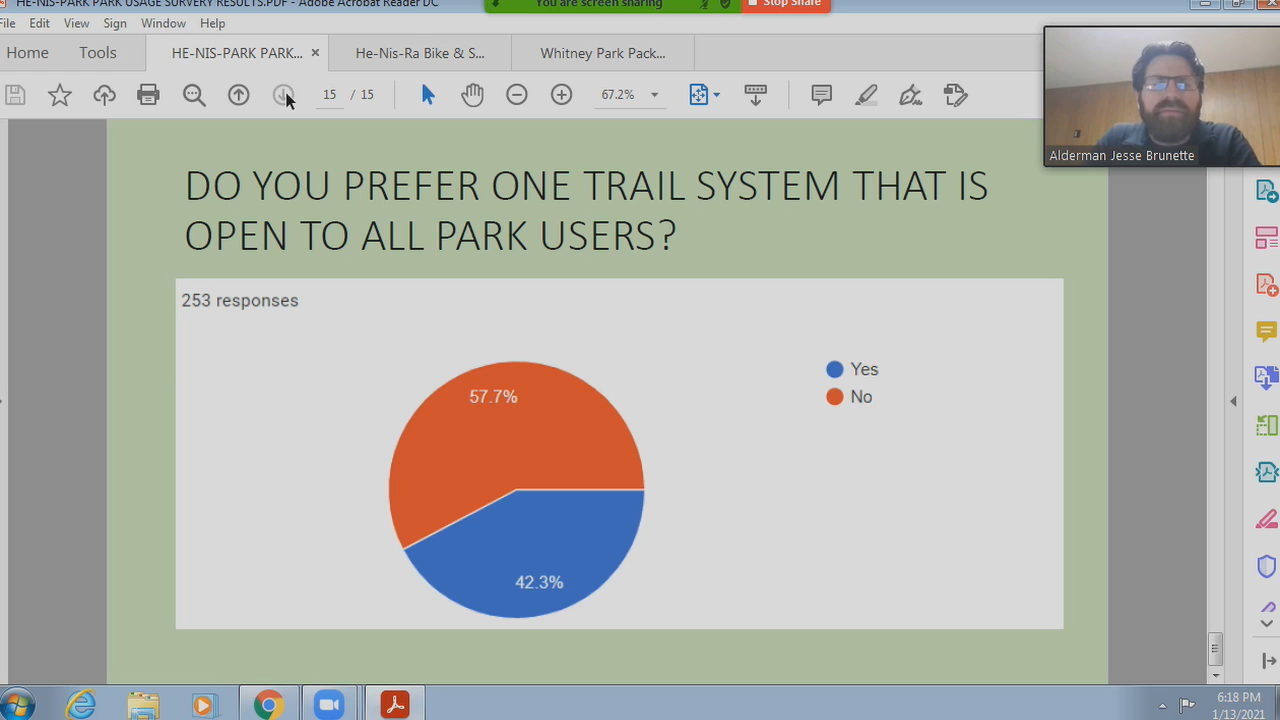 HE-NIS-PARK PARK USAGE SURVERY RESULTS.PDF - Adobe Acrobat Reader DC
You are screen sharing
Stop Share
File Edit View Sign Window Help
Home Tools HE-NIS-PARK PARK... × He-Nis-Ra Bike & S... Whitney Park Pack...
15 / 15 67.2%
Alderman Jesse Brunette
DO YOU PREFER ONE TRAIL SYSTEM THAT IS
OPEN TO ALL PARK USERS?
253 responses
Yes
No
57.7%
42.3%
6:18 PM
1/13/2021